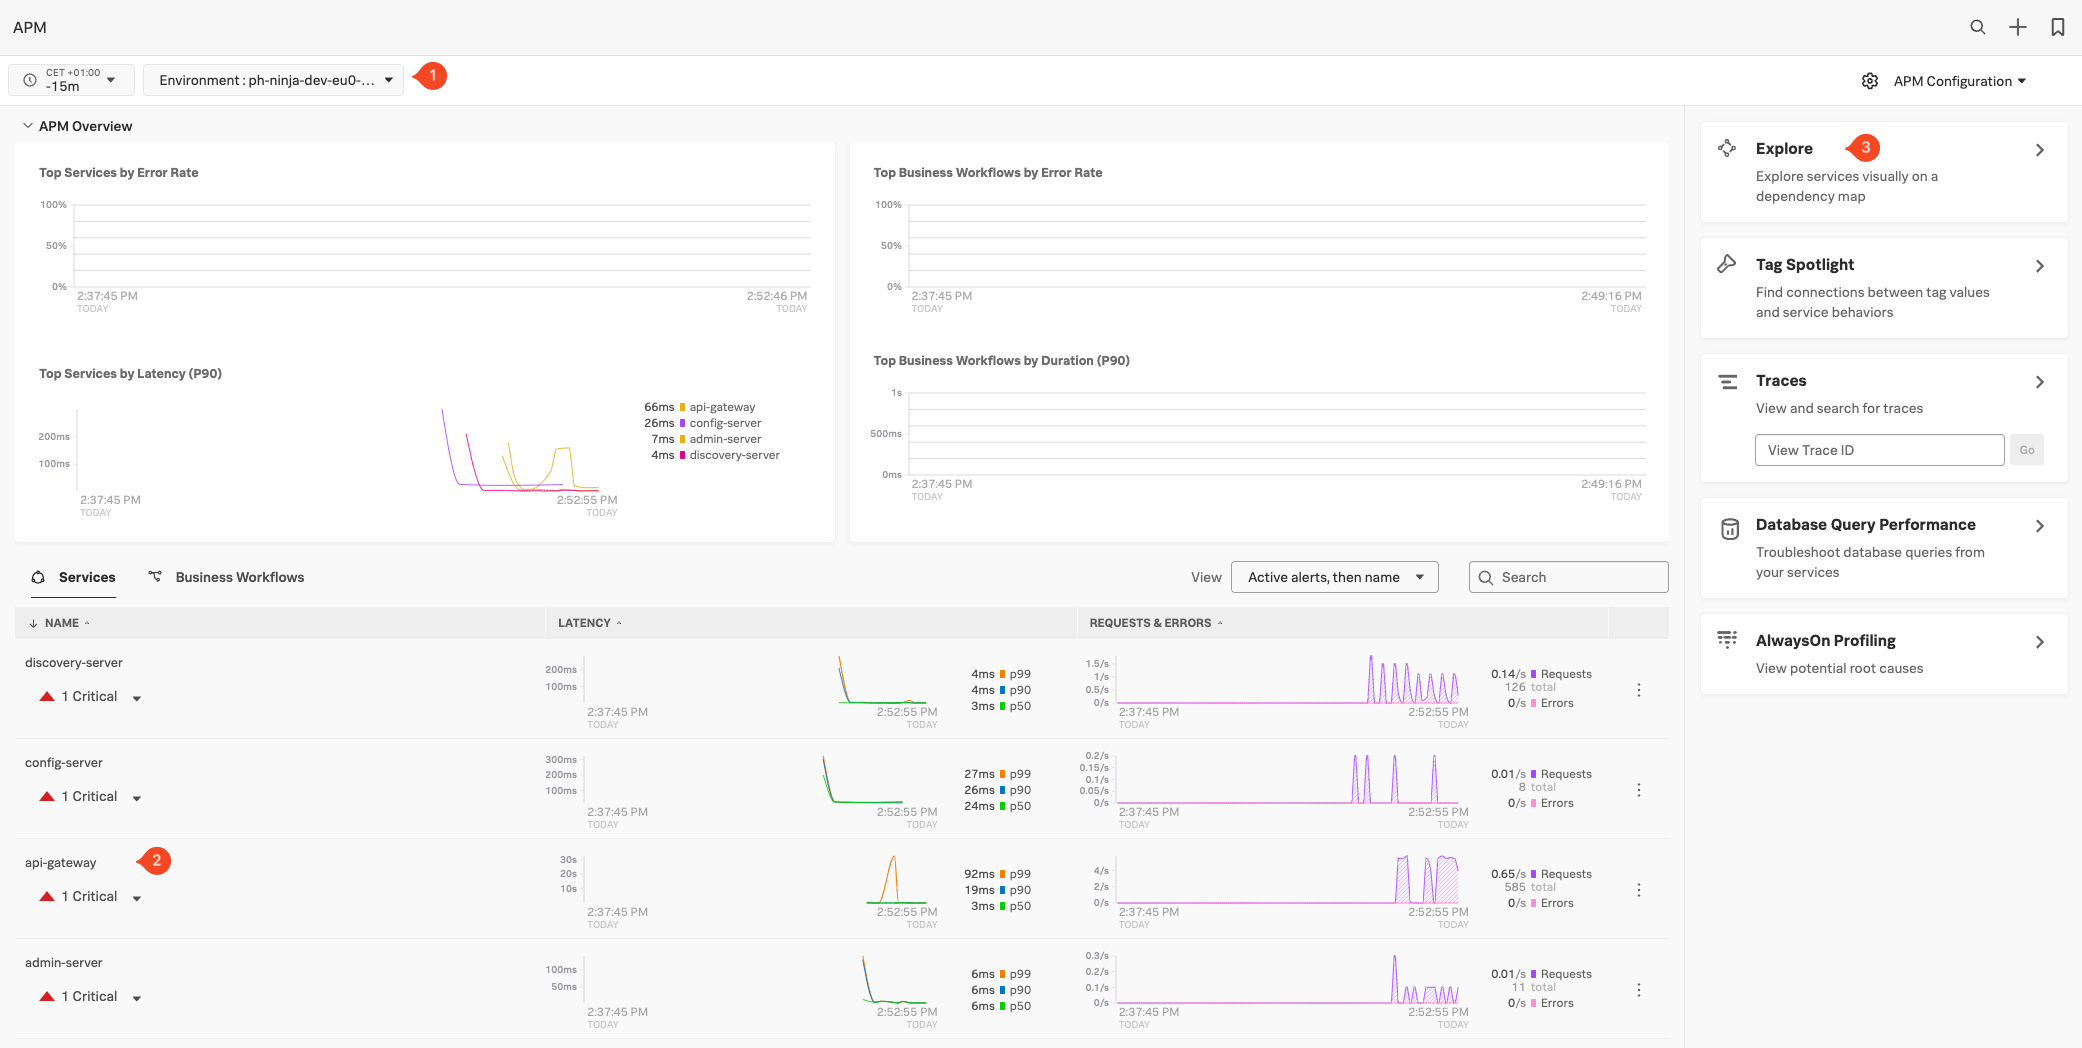 APM
CET +01:00
-15m
Environment : ph-ninja-dev-eu0-...
1
APM Configuration
APM Overview
Top Services by Error Rate
100%
50%
0%
2:37:45 PM
TODAY
2:52:46 PM
TODAY
Top Services by Latency (P90)
200ms
100ms
2:37:45 PM
TODAY
2:52:55 PM
TODAY
66ms api-gateway
26ms config-server
7ms admin-server
4ms discovery-server
Top Business Workflows by Error Rate
100%
50%
0%
2:37:45 PM
TODAY
2:49:16 PM
TODAY
Top Business Workflows by Duration (P90)
1s
500ms
0ms
2:37:45 PM
TODAY
2:49:16 PM
TODAY
Explore
3
Explore services visually on a
dependency map
Tag Spotlight
Find connections between tag values
and service behaviors
Traces
View and search for traces
View Trace ID
Go
Database Query Performance
Troubleshoot database queries from
your services
AlwaysOn Profiling
View potential root causes
Services
Business Workflows
View
Active alerts, then name
Search
NAME
LATENCY
REQUESTS & ERRORS
discovery-server
1 Critical
200ms
100ms
2:37:45 PM
TODAY
2:52:55 PM
TODAY
4ms p99
4ms p90
3ms p50
1.5/s
1/s
0.5/s
0/s
2:37:45 PM
TODAY
2:52:55 PM
TODAY
0.14/s Requests
126 total
0/s Errors
config-server
1 Critical
300ms
200ms
100ms
2:37:45 PM
TODAY
2:52:55 PM
TODAY
27ms p99
26ms p90
24ms p50
0.2/s
0.15/s
0.1/s
0.05/s
0/s
2:37:45 PM
TODAY
2:52:55 PM
TODAY
0.01/s Requests
8 total
0/s Errors
api-gateway
2
1 Critical
30s
20s
10s
2:37:45 PM
TODAY
2:52:55 PM
TODAY
92ms p99
19ms p90
3ms p50
4/s
2/s
0/s
2:37:45 PM
TODAY
2:52:55 PM
TODAY
0.65/s Requests
585 total
0/s Errors
admin-server
1 Critical
100ms
50ms
2:37:45 PM
TODAY
2:52:55 PM
TODAY
6ms p99
6ms p90
6ms p50
0.3/s
0.2/s
0.1/s
0/s
2:37:45 PM
TODAY
2:52:55 PM
TODAY
0.01/s Requests
11 total
0/s Errors